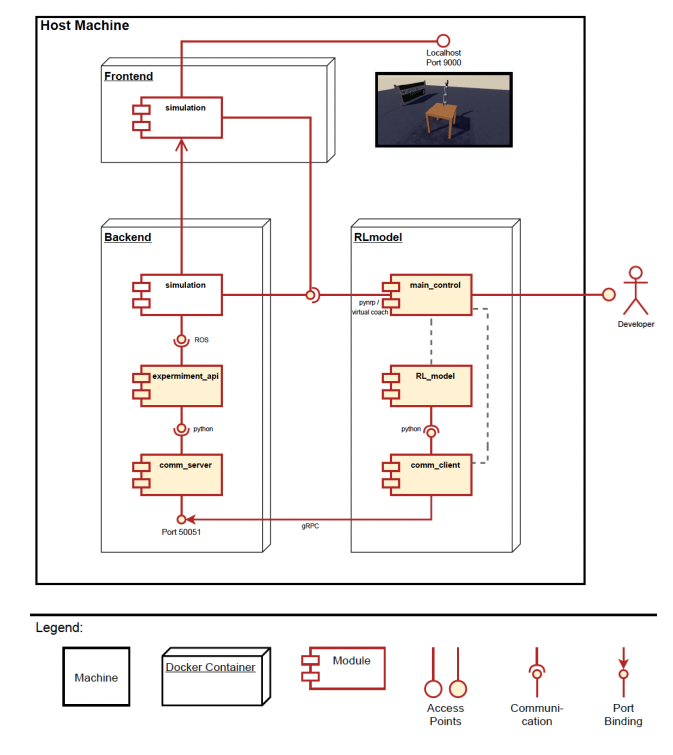 Host Machine
Localhost
Port 9000
Frontend
simulation
Backend
RLmodel
simulation
main_control
pynrp /
virtual coach
Developer
ROS
expermiment_api
RL_model
python
python
comm_server
comm_client
gRPC
Port 50051
Legend:
Machine
Docker Container
Module
Access
Points
Communi-
cation
Port
Binding